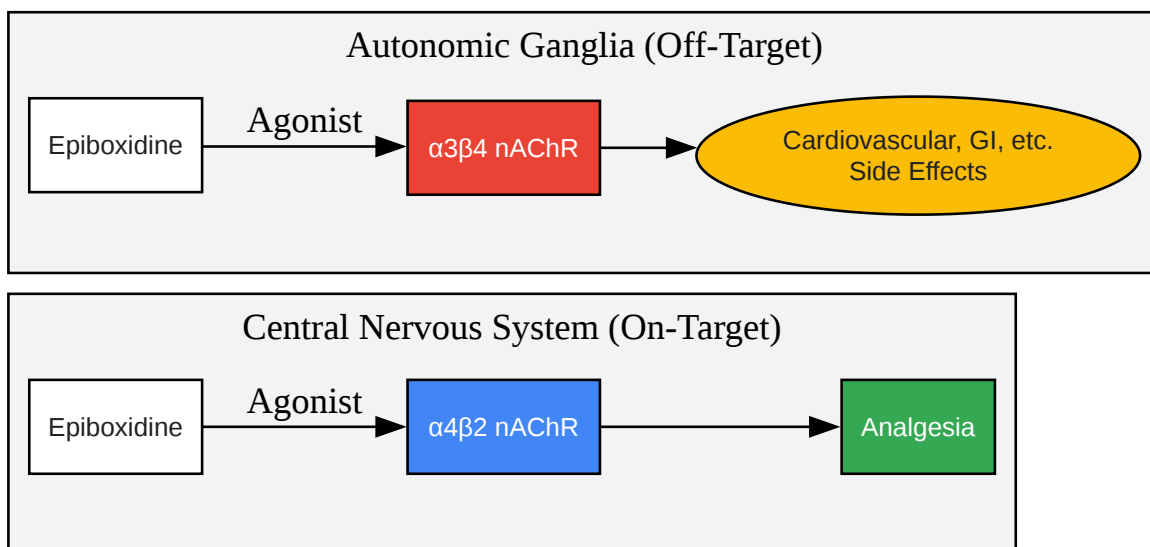 Autonomic Ganglia (Off-Target)
Epiboxidine
Agonist
α3β4 nAChR
Cardiovascular, GI, etc.
Side Effects
Central Nervous System (On-Target)
Epiboxidine
Agonist
α4β2 nAChR
Analgesia